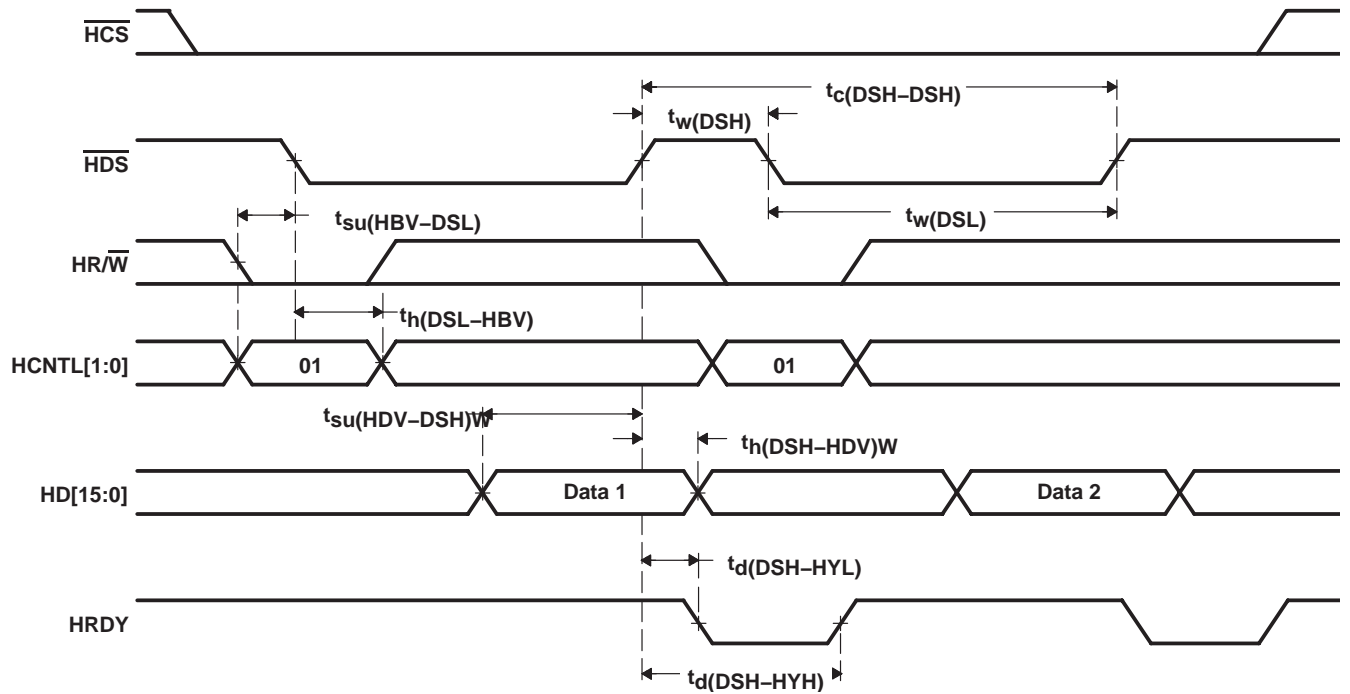 HCS
tc(DSH–DSH)
tw(DSH)
HDS
tsu(HBV–DSL)
tw(DSL)
HR/W
th(DSL–HBV)
HCNTL[1:0]
01
01
tsu(HDV–DSH)W
th(DSH–HDV)W
HD[15:0]
Data 1
Data 2
td(DSH–HYL)
HRDY
td(DSH–HYH)